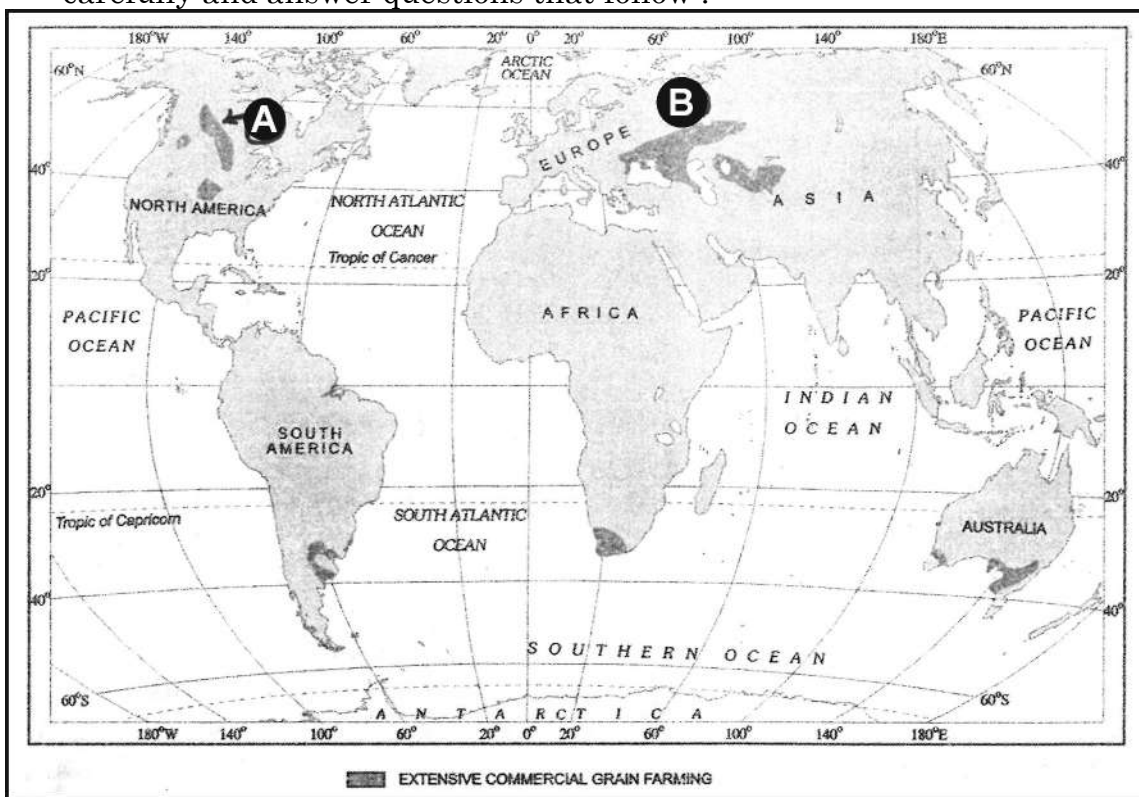 carefully and answer questions that follow :
180°W 140° 100° 60° 20° 0° 20° 60° 100° 140° 180°E
ARCTIC
OCEAN
60°N 60°N
A
B
EUROPE
40° 40°
ASIA
NORTH AMERICA
NORTH ATLANTIC
OCEAN
Tropic of Cancer
20° 20°
AFRICA
PACIFIC
OCEAN
PACIFIC
OCEAN
INDIAN
OCEAN
SOUTH
AMERICA
20° 20°
Tropic of Capricorn
SOUTH ATLANTIC
OCEAN
AUSTRALIA
40° 40°
SOUTHERN OCEAN
60°S 60°S
ANTARCTICA
180°W 140° 100° 60° 20° 0° 20° 60° 100° 140° 180°E
EXTENSIVE COMMERCIAL GRAIN FARMING